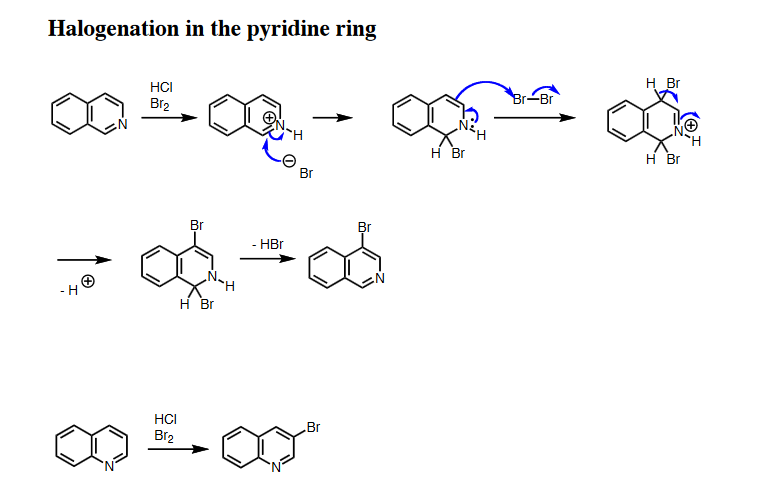 Halogenation in the pyridine ring
HCl
Br2
N
⊕
N
H
⊖
Br
N:
H
H Br
Br–Br
H Br
N
⊕
H
H Br
- H ⊕
Br
N
H
H Br
- HBr
Br
N
HCl
Br2
N
Br
N